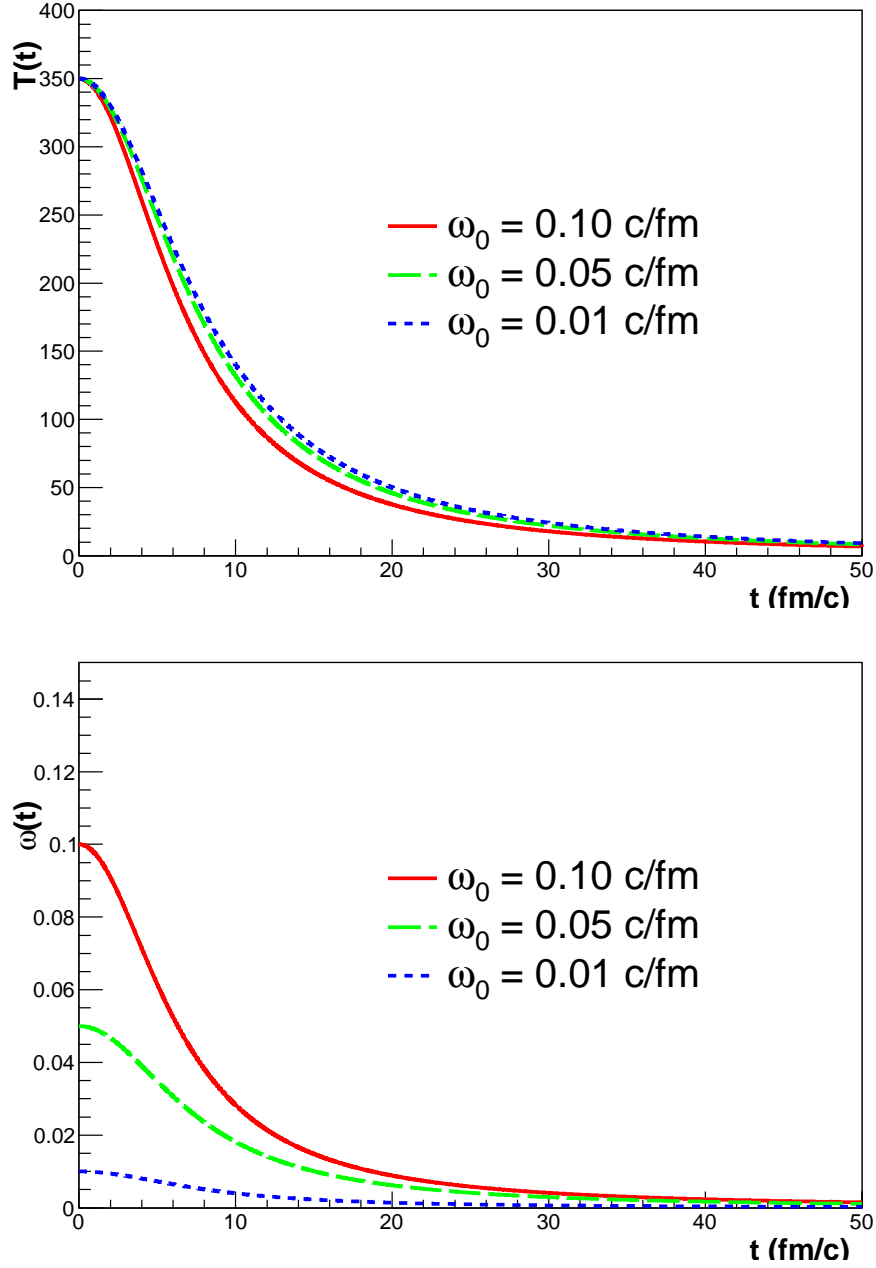 T(t)
400
350
300
250
200
150
100
50
0
ω₀ = 0.10 c/fm
ω₀ = 0.05 c/fm
ω₀ = 0.01 c/fm
0 10 20 30 40 50
t (fm/c)
ω(t)
0.14
0.12
0.1
0.08
0.06
0.04
0.02
0
ω₀ = 0.10 c/fm
ω₀ = 0.05 c/fm
ω₀ = 0.01 c/fm
0 10 20 30 40 50
t (fm/c)